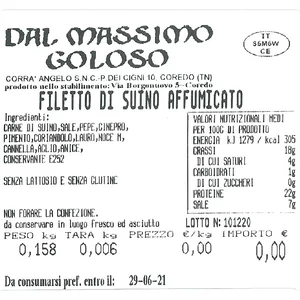 DAL MASSIMO
GOLOSO
IT
S6M6W
CE
CORRA' ANGELO S.N.C.-P.DEI CIGNI 10, COREDO (TN)
prodotto nello stabilimento: Via Borgonuovo 5-Coredo
FILETTO DI SUINO AFFUMICATO
Ingredienti:
CARNE DI SUINO,SALE,PEPE,GINEPRO,
PIMENTO,CORIANDOLO,LAURO,NOCE M,
CANNELLA,AGLIO,ANICE,
CONSERVANTE E252
SENZA LATTOSIO E SENZA GLUTINE
VALORI NUTRIZIONALI MEDI
PER 100G DI PRODOTTO
ENERGIA kJ 1279 / kcal 305
GRASSI 18g
DI CUI SATURI 4g
CARBOIDRATI 1g
DI CUI ZUCCHERI 0g
PROTEINE 22g
SALE 7g
NON FORARE LA CONFEZIONE.
da conservare in luogo fresco ed asciutto
LOTTO N: 101220
PESO kg TARA kg PREZZO €/kg IMPORTO €
0,158 0,006 0,00 0,00
Da consumarsi pref. entro il: 29-06-21